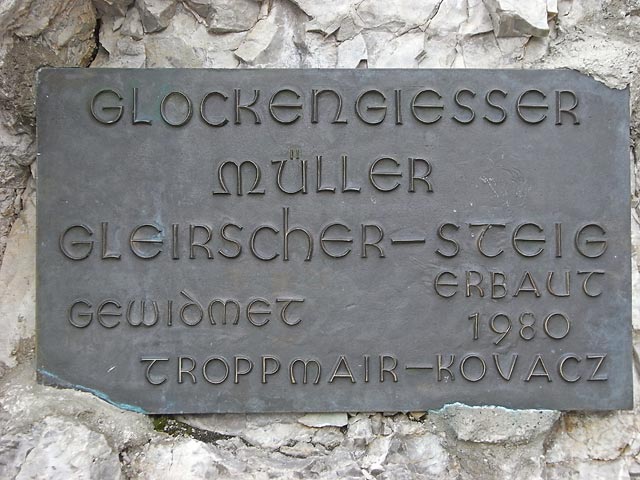 GLOCKENGIESSER
MÜLLER
GLEIRSCHER-STEIG
ERBAUT
GEWIDMET 1980
TROPPMAIR-KOVACZ